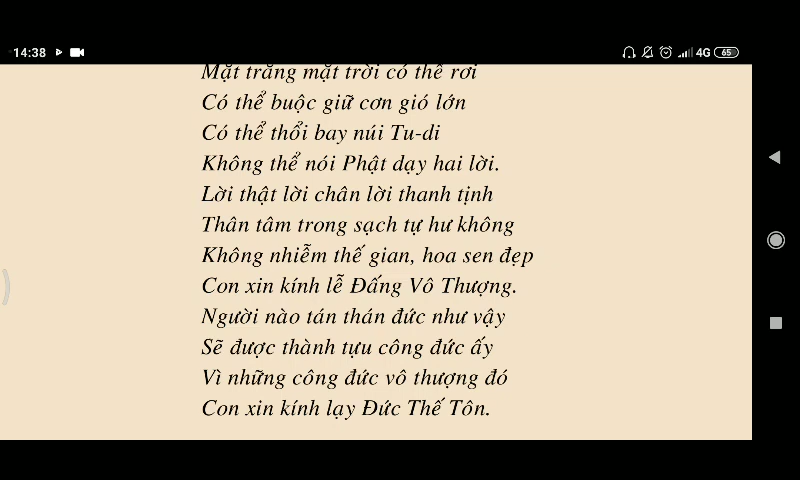 14:38
4G 65
Mặt trăng mặt trời có thể rơi
Có thể buộc giữ cơn gió lớn
Có thể thổi bay núi Tu-di
Không thể nói Phật dạy hai lời.
Lời thật lời chân lời thanh tịnh
Thân tâm trong sạch tự hư không
Không nhiễm thế gian, hoa sen đẹp
Con xin kính lễ Đấng Vô Thượng.
Người nào tán thán đức như vậy
Sẽ được thành tựu công đức ấy
Vì những công đức vô thượng đó
Con xin kính lạy Đức Thế Tôn.